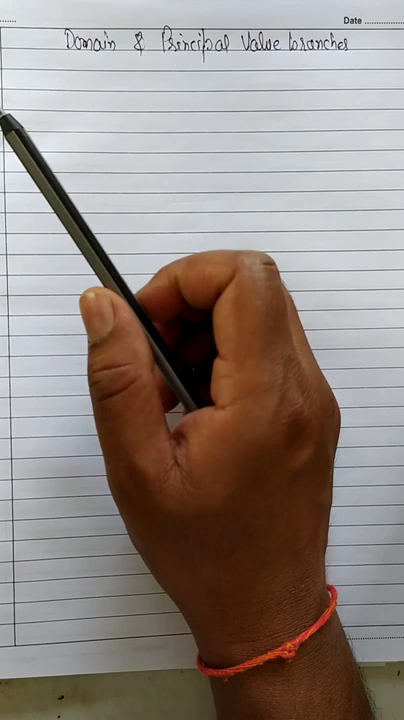 Date ..............
Domain & Principal Value branches